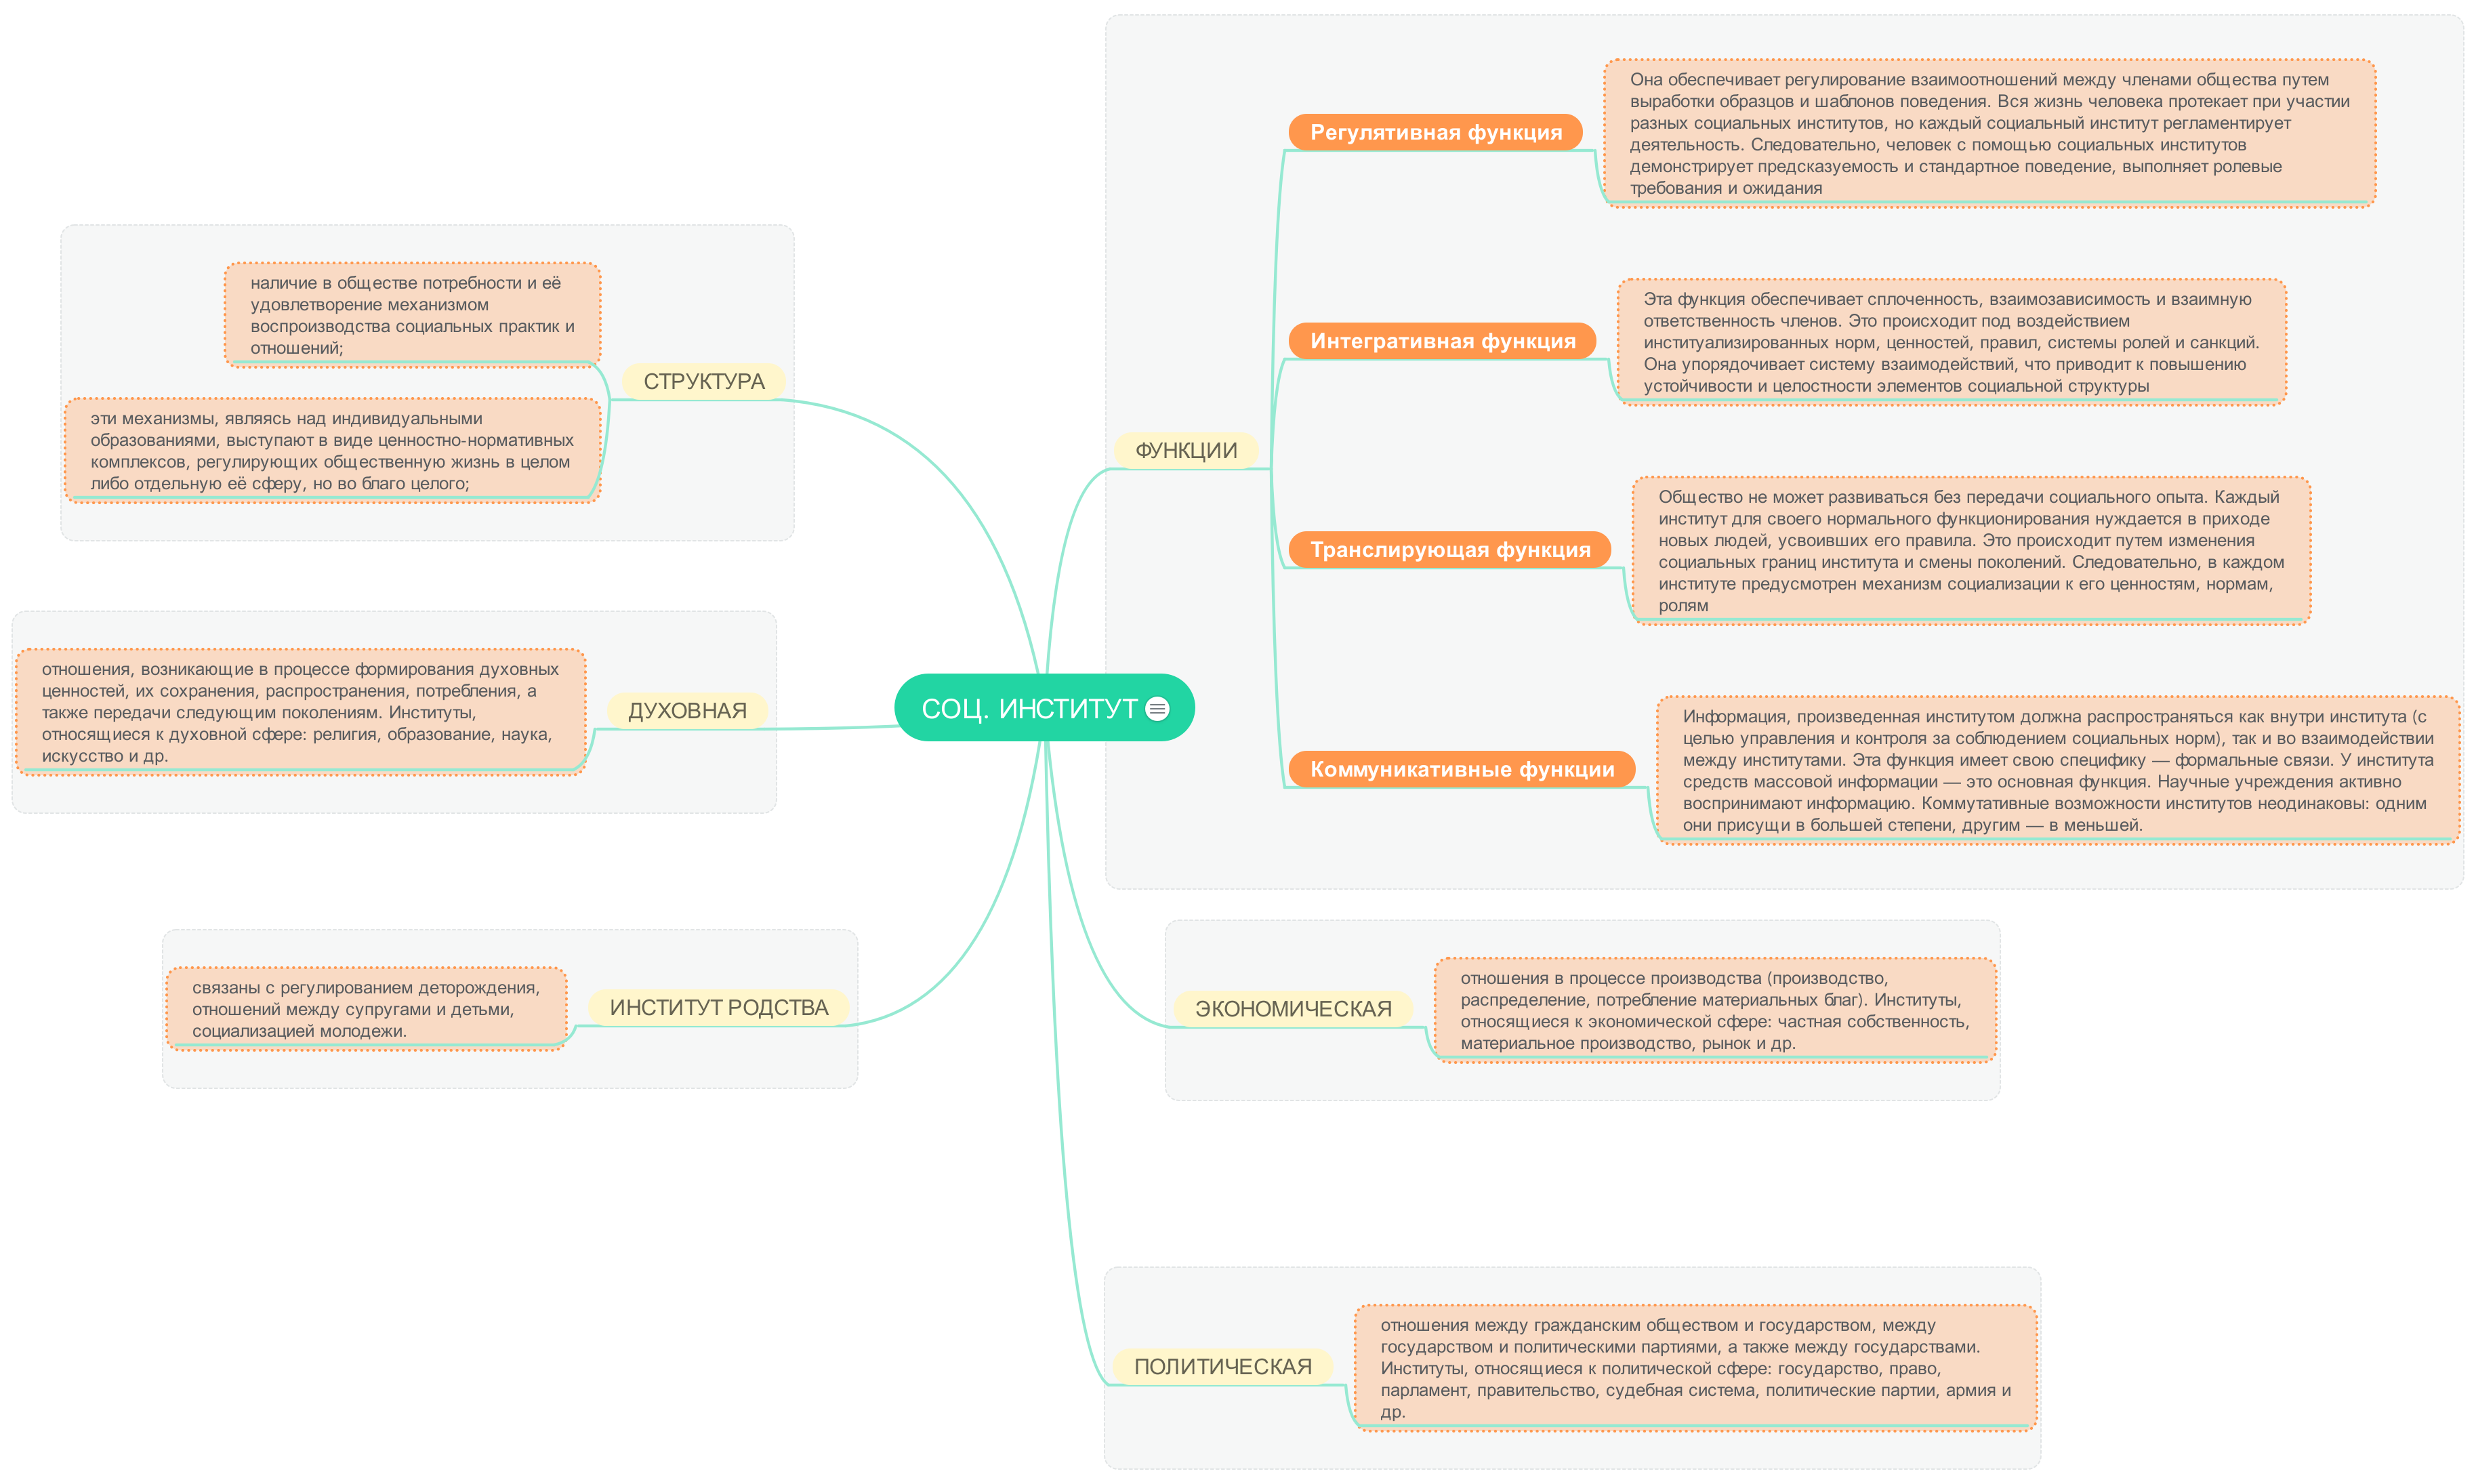 СОЦ. ИНСТИТУТ
ФУНКЦИИ
Регулятивная функция
Она обеспечивает регулирование взаимоотношений между членами общества путем
выработки образцов и шаблонов поведения. Вся жизнь человека протекает при участии
разных социальных институтов, но каждый социальный институт регламентирует
деятельность. Следовательно, человек с помощью социальных институтов
демонстрирует предсказуемость и стандартное поведение, выполняет ролевые
требования и ожидания
Интегративная функция
Эта функция обеспечивает сплоченность, взаимозависимость и взаимную
ответственность членов. Это происходит под воздействием
институализированных норм, ценностей, правил, системы ролей и санкций.
Она упорядочивает систему взаимодействий, что приводит к повышению
устойчивости и целостности элементов социальной структуры
Транслирующая функция
Общество не может развиваться без передачи социального опыта. Каждый
институт для своего нормального функционирования нуждается в приходе
новых людей, усвоивших его правила. Это происходит путем изменения
социальных границ института и смены поколений. Следовательно, в каждом
институте предусмотрен механизм социализации к его ценностям, нормам,
ролям
Коммуникативные функции
Информация, произведенная институтом должна распространяться как внутри института (с
целью управления и контроля за соблюдением социальных норм), так и во взаимодействии
между институтами. Эта функция имеет свою специфику — формальные связи. У института
средств массовой информации — это основная функция. Научные учреждения активно
воспринимают информацию. Коммутативные возможности институтов неодинаковы: одним
они присущи в большей степени, другим — в меньшей.
ЭКОНОМИЧЕСКАЯ
отношения в процессе производства (производство,
распределение, потребление материальных благ). Институты,
относящиеся к экономической сфере: частная собственность,
материальное производство, рынок и др.
ПОЛИТИЧЕСКАЯ
отношения между гражданским обществом и государством, между
государством и политическими партиями, а также между государствами.
Институты, относящиеся к политической сфере: государство, право,
парламент, правительство, судебная система, политические партии, армия и
др.
СТРУКТУРА
наличие в обществе потребности и её
удовлетворение механизмом
воспроизводства социальных практик и
отношений;
эти механизмы, являясь над индивидуальными
образованиями, выступают в виде ценностно-нормативных
комплексов, регулирующих общественную жизнь в целом
либо отдельную её сферу, но во благо целого;
ДУХОВНАЯ
отношения, возникающие в процессе формирования духовных
ценностей, их сохранения, распространения, потребления, а
также передачи следующим поколениям. Институты,
относящиеся к духовной сфере: религия, образование, наука,
искусство и др.
ИНСТИТУТ РОДСТВА
связаны с регулированием деторождения,
отношений между супругами и детьми,
социализацией молодежи.